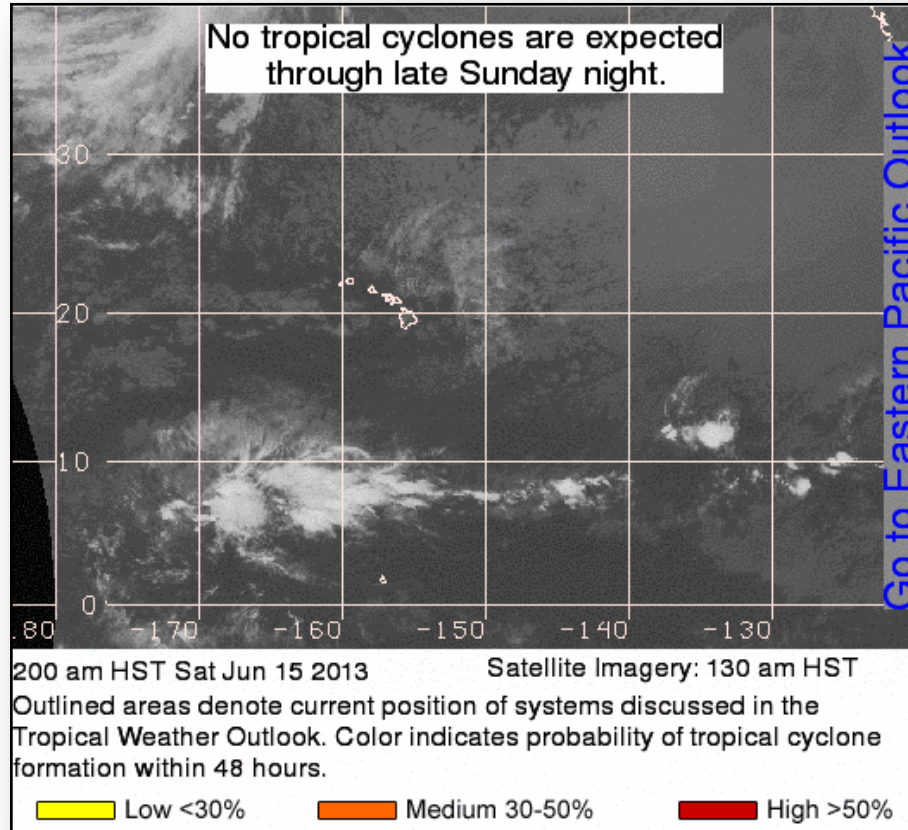 No tropical cyclones are expected
through late Sunday night.
Go to Eastern Pacific Outlook
30
20
10
0
.80 -170 -160 -150 -140 -130
200 am HST Sat Jun 15 2013 Satellite Imagery: 130 am HST
Outlined areas denote current position of systems discussed in the
Tropical Weather Outlook. Color indicates probability of tropical cyclone
formation within 48 hours.
Low <30% Medium 30-50% High >50%